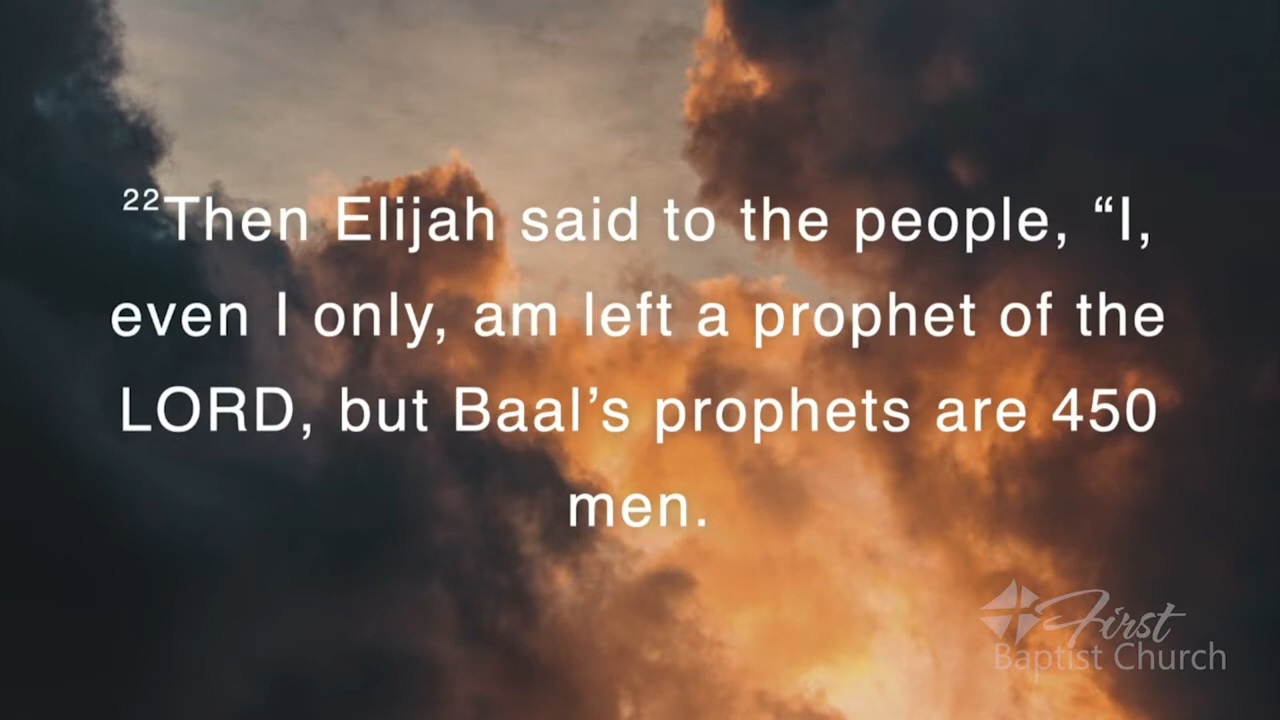 ²²Then Elijah said to the people, “I,
even I only, am left a prophet of the
LORD, but Baal’s prophets are 450
men.
First
Baptist Church